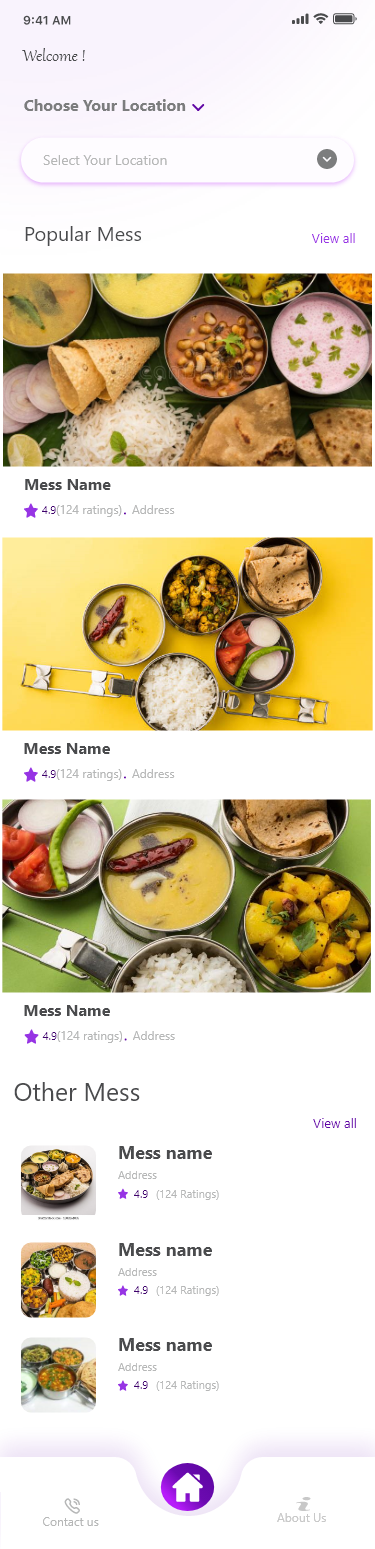 9:41 AM
Welcome !
Choose Your Location
Select Your Location
Popular Mess
View all
Mess Name
4.9(124 ratings). Address
Mess Name
4.9(124 ratings). Address
Mess Name
4.9(124 ratings). Address
Other Mess
View all
Mess name
Address
4.9 (124 Ratings)
Mess name
Address
4.9 (124 Ratings)
Mess name
Address
4.9 (124 Ratings)
Contact us
About Us